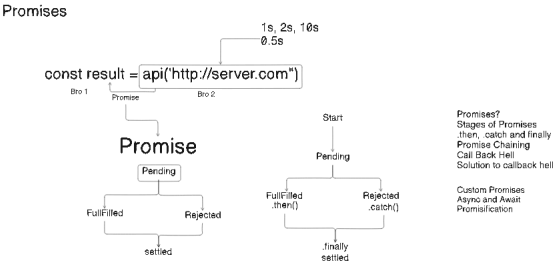 Promises
1s, 2s, 10s
0.5s
const result = api("http://server.com")
Bro 1
Promise
Bro 2
Promise
Pending
FullFilled
Rejected
settled
Start
Pending
FullFilled
.then()
Rejected
.catch()
.finally
settled
Promises?
Stages of Promises
.then, .catch and finally
Promise Chaining
Call Back Hell
Solution to callback hell
Custom Promises
Async and Await
Promisification